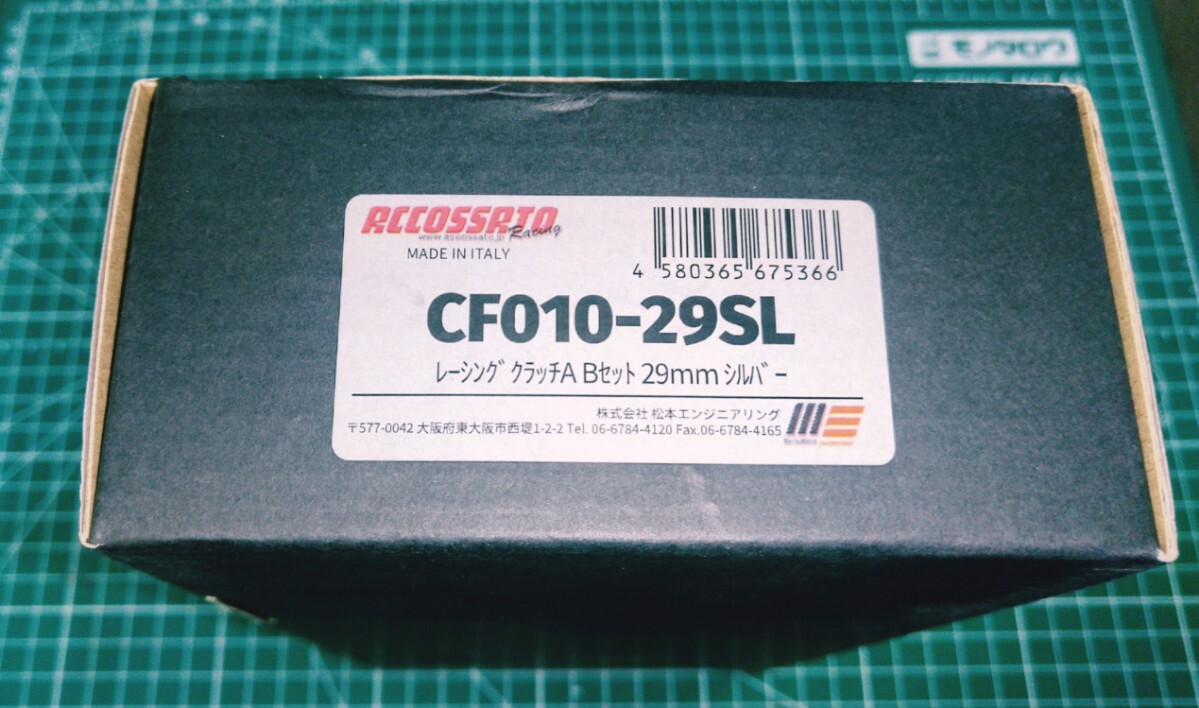 モノタロウ
ACCOSSATO
Racing
www.accossato.jp
MADE IN ITALY
4 580365 675366
CF010-29SL
ﾚｰｼﾝｸﾞ ｸﾗｯﾁA Bｾｯﾄ 29mm ｼﾙﾊﾞｰ
株式会社 松本エンジニアリング
〒577-0042 大阪府東大阪市西堤1-2-2 Tel. 06-6784-4120 Fax.06-6784-4165